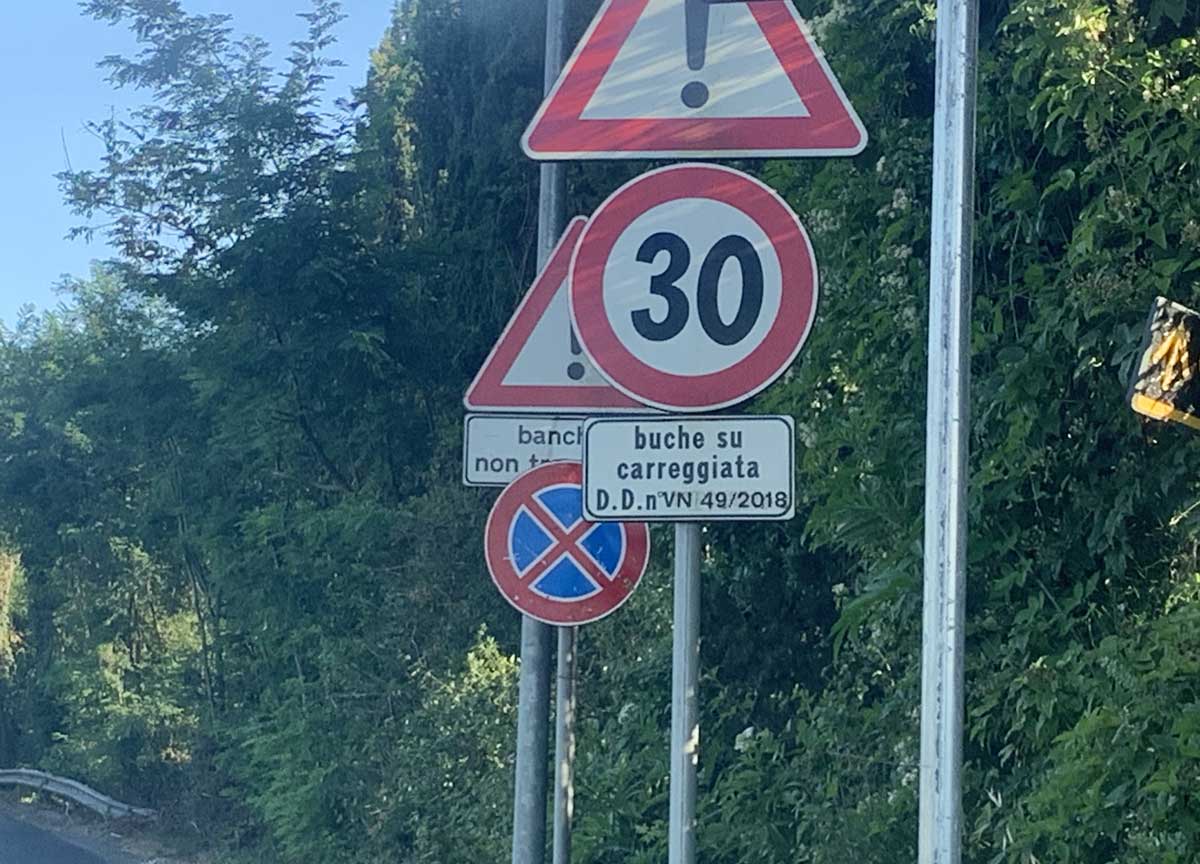 30
banch
non
buche su
carreggiata
D.D.n°VN 49/2018